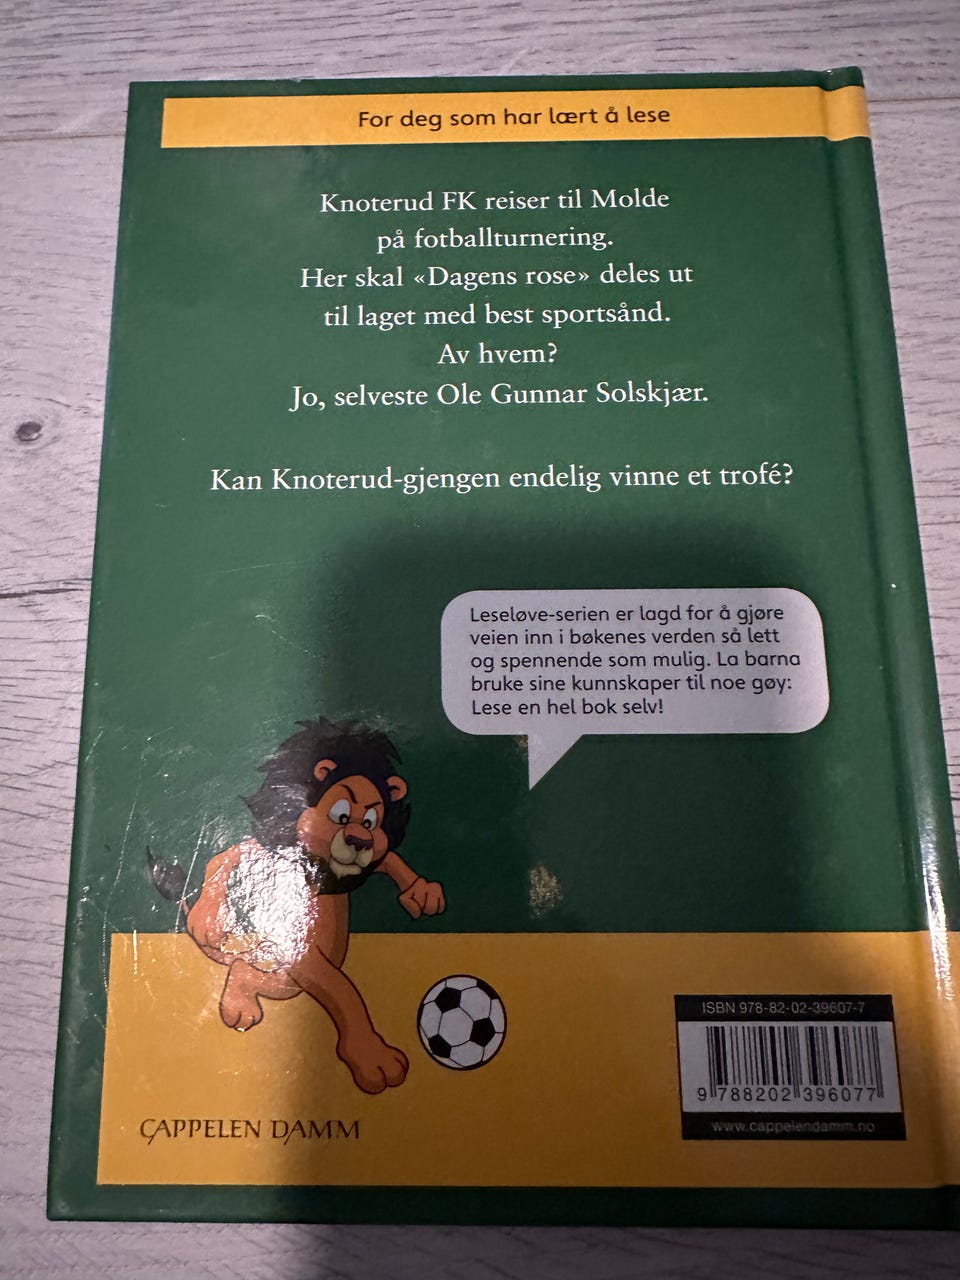 For deg som har lært å lese
Knoterud FK reiser til Molde
på fotballturnering.
Her skal «Dagens rose» deles ut
til laget med best sportsånd.
Av hvem?
Jo, selveste Ole Gunnar Solskjær.
Kan Knoterud-gjengen endelig vinne et trofé?
Leseløve-serien er lagd for å gjøre
veien inn i bøkenes verden så lett
og spennende som mulig. La barna
bruke sine kunnskaper til noe gøy:
Lese en hel bok selv!
ISBN 978-82-02-39607-7
9 788202 396077
www.cappelendamm.no
CAPPELEN DAMM